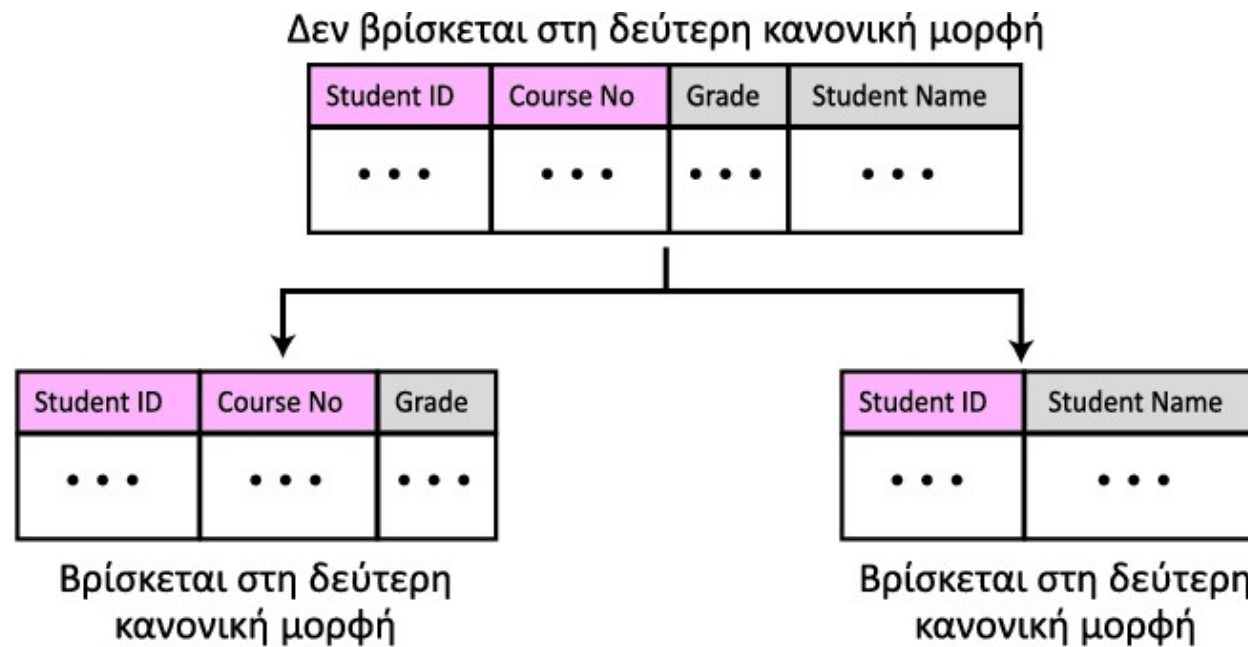 Δεν βρίσκεται στη δεύτερη κανονική μορφή
Student ID Course No Grade Student Name
• • • • • • • • • • • •
Student ID Course No Grade
• • • • • • • • •
Βρίσκεται στη δεύτερη
κανονική μορφή
Student ID Student Name
• • • • • •
Βρίσκεται στη δεύτερη
κανονική μορφή